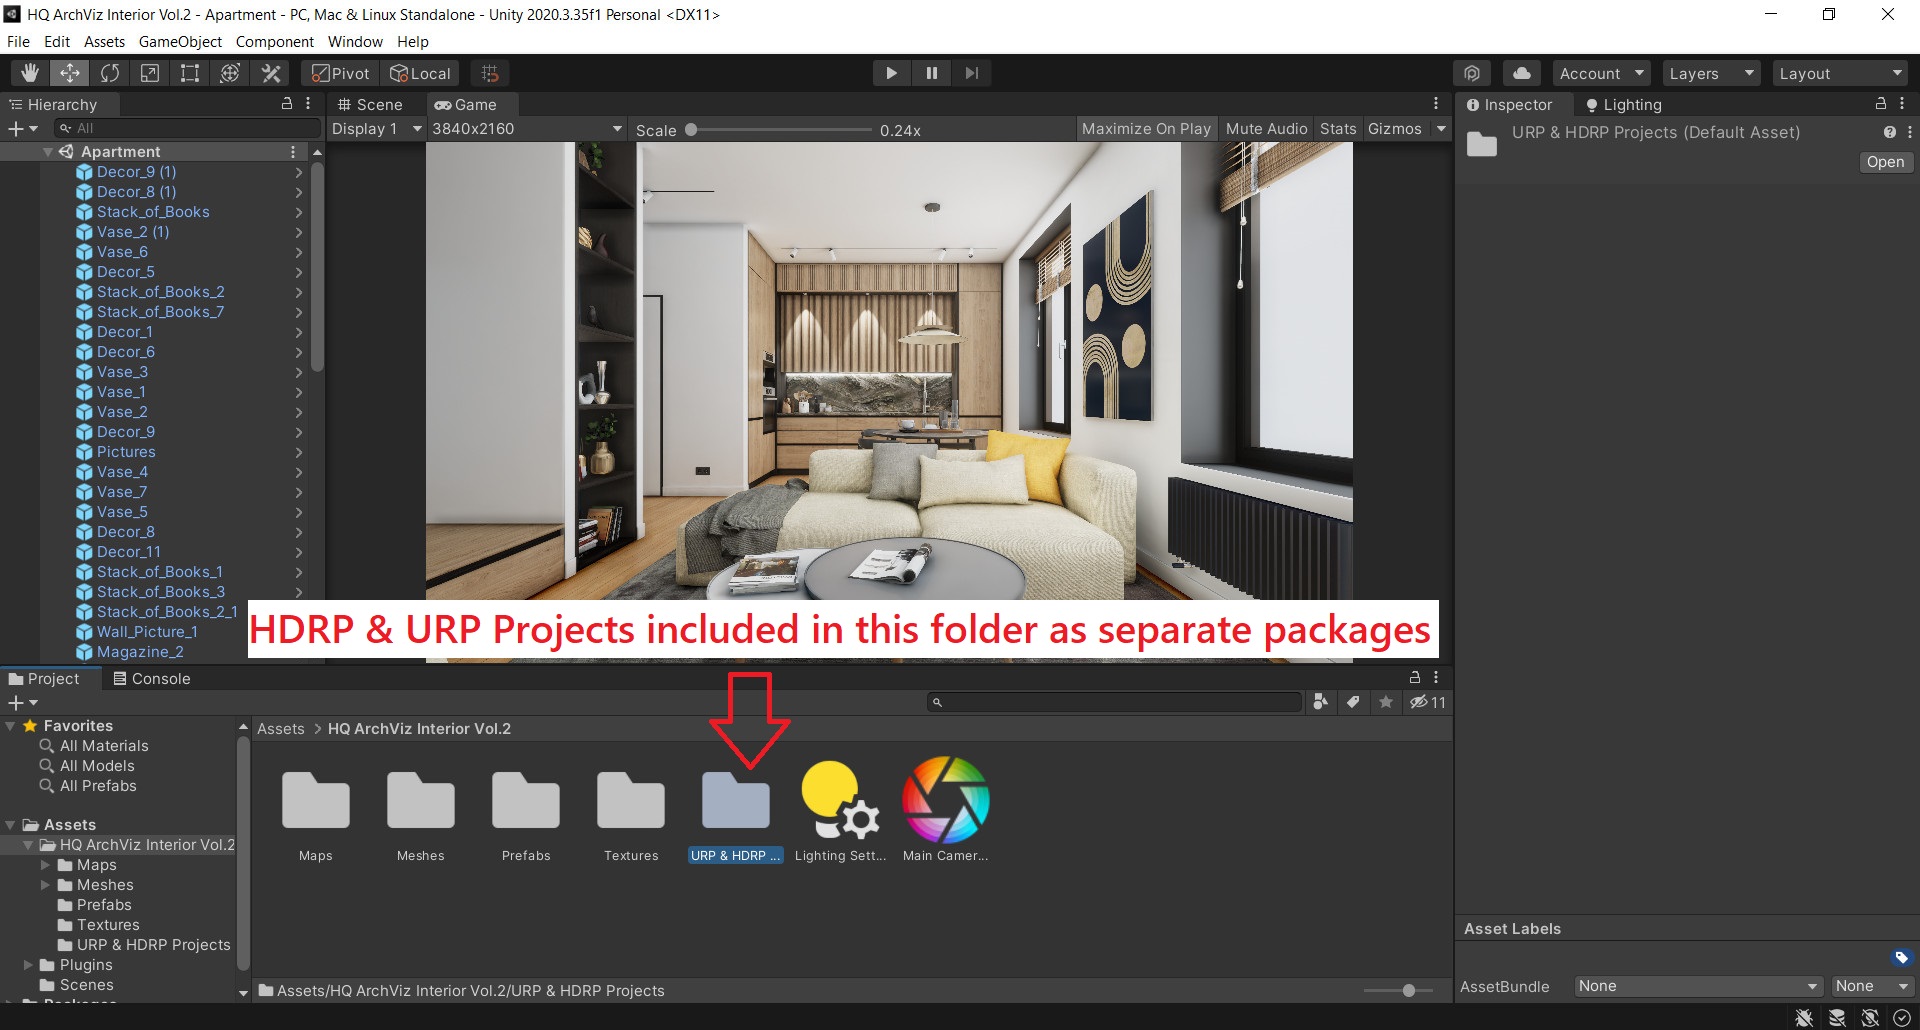 HQ ArchViz Interior Vol.2 - Apartment - PC, Mac & Linux Standalone - Unity 2020.3.35f1 Personal <DX11>
File Edit Assets GameObject Component Window Help
Pivot Local Account Layers Layout
Hierarchy
All
Apartment
Decor_9 (1)
Decor_8 (1)
Stack_of_Books
Vase_2 (1)
Vase_6
Decor_5
Stack_of_Books_2
Stack_of_Books_7
Decor_1
Decor_6
Vase_3
Vase_1
Vase_2
Decor_9
Pictures
Vase_4
Vase_7
Vase_5
Decor_8
Decor_11
Stack_of_Books_1
Stack_of_Books_3
Stack_of_Books_2_1
Wall_Picture_1
Magazine_2
Scene Game
Display 1 3840x2160 Scale 0.24x Maximize On Play Mute Audio Stats Gizmos
HDRP & URP Projects included in this folder as separate packages
Inspector Lighting
URP & HDRP Projects (Default Asset)
Open
Project Console
11
Favorites
All Materials
All Models
All Prefabs
Assets
HQ ArchViz Interior Vol.2
Maps
Meshes
Prefabs
Textures
URP & HDRP Projects
Plugins
Scenes
Assets > HQ ArchViz Interior Vol.2
Maps Meshes Prefabs Textures URP & HDRP ... Lighting Sett... Main Camer...
Assets/HQ ArchViz Interior Vol.2/URP & HDRP Projects
Asset Labels
AssetBundle None None